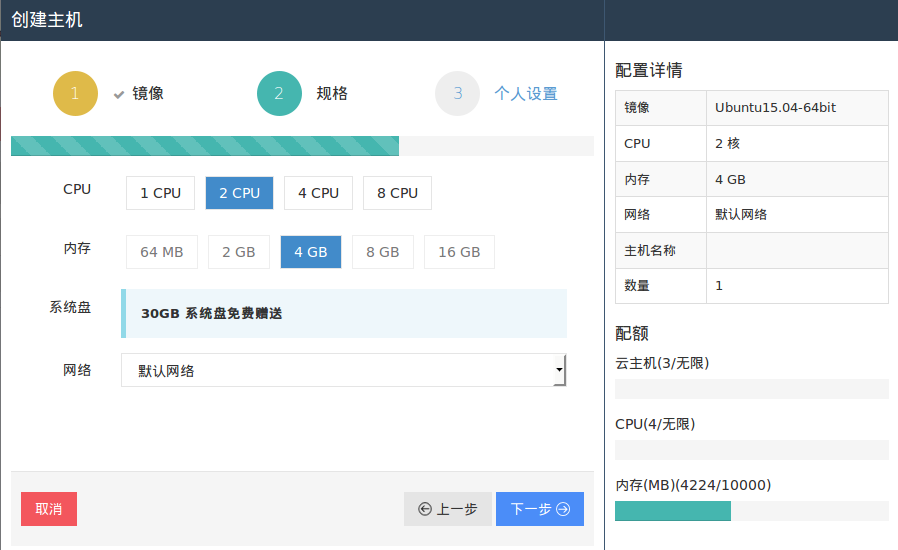 创建主机
1 镜像
2 规格
3 个人设置
CPU 1 CPU 2 CPU 4 CPU 8 CPU
内存 64 MB 2 GB 4 GB 8 GB 16 GB
系统盘 30GB 系统盘免费赠送
网络 默认网络
取消 上一步 下一步
配置详情
镜像 Ubuntu15.04-64bit
CPU 2 核
内存 4 GB
网络 默认网络
主机名称
数量 1
配额
云主机(3/无限)
CPU(4/无限)
内存(MB)(4224/10000)